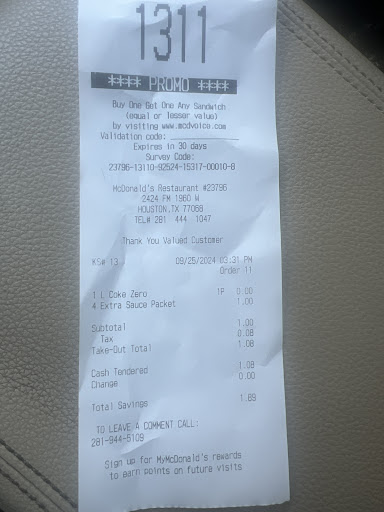 1311
**** PROMO ****
Buy One Get One Any Sandwich
(equal or lesser value)
by visiting www.mcdvoice.com
Validation code:
Expires in 30 days
Survey Code:
23796-13110-92524-15317-00010-8
McDonald's Restaurant #23796
2424 FM 1960 W
HOUSTON,TX 77068
TEL# 281 444 1047
Thank You Valued Customer
KS# 13 09/25/2024 03:31 PM
Order 11
1 L Coke Zero 1P 0.00
4 Extra Sauce Packet 1.00
Subtotal 1.00
Tax 0.08
Take-Out Total 1.08
Cash Tendered 1.08
Change 0.00
Total Savings 1.89
TO LEAVE A COMMENT CALL:
281-944-5109
Sign up for MyMcDonald's rewards
to earn points on future visits